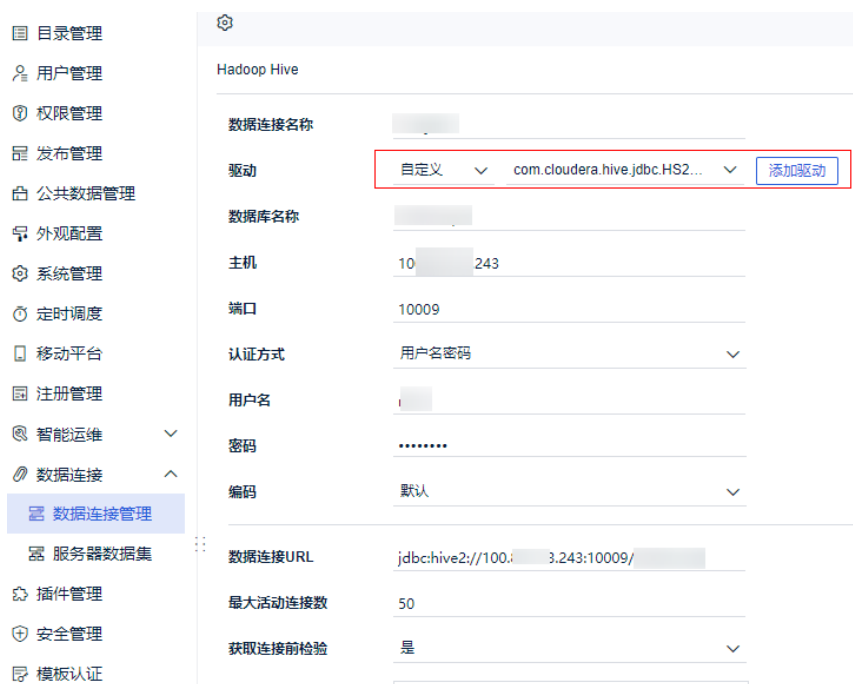 目录管理
用户管理
权限管理
发布管理
公共数据管理
外观配置
系统管理
定时调度
移动平台
注册管理
智能运维
数据连接
数据连接管理
服务器数据集
插件管理
安全管理
模板认证
Hadoop Hive
数据连接名称
驱动 自定义 com.cloudera.hive.jdbc.HS2... 添加驱动
数据库名称
主机 10 .243
端口 10009
认证方式 用户名密码
用户名
密码 ••••••••
编码 默认
数据连接URL jdbc:hive2://100. 3.243:10009/
最大活动连接数 50
获取连接前检验 是